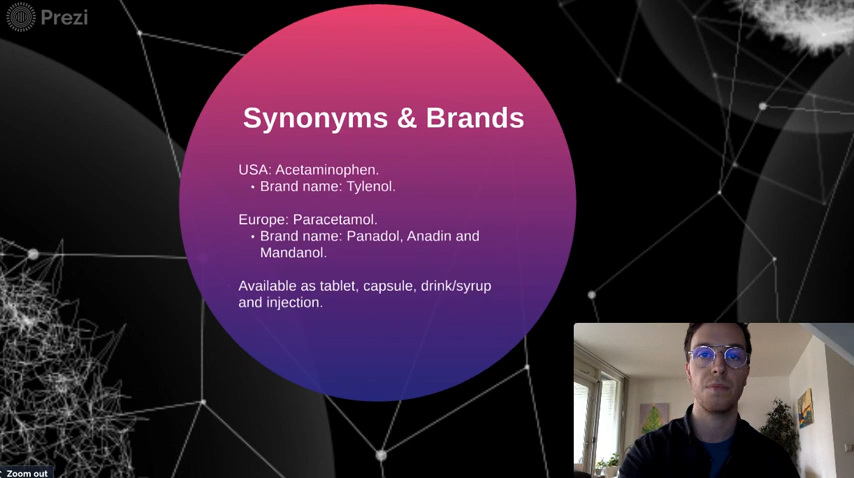 Prezi
Synonyms & Brands
USA: Acetaminophen.
• Brand name: Tylenol.
Europe: Paracetamol.
• Brand name: Panadol, Anadin and
Mandanol.
Available as tablet, capsule, drink/syrup
and injection.
Zoom out